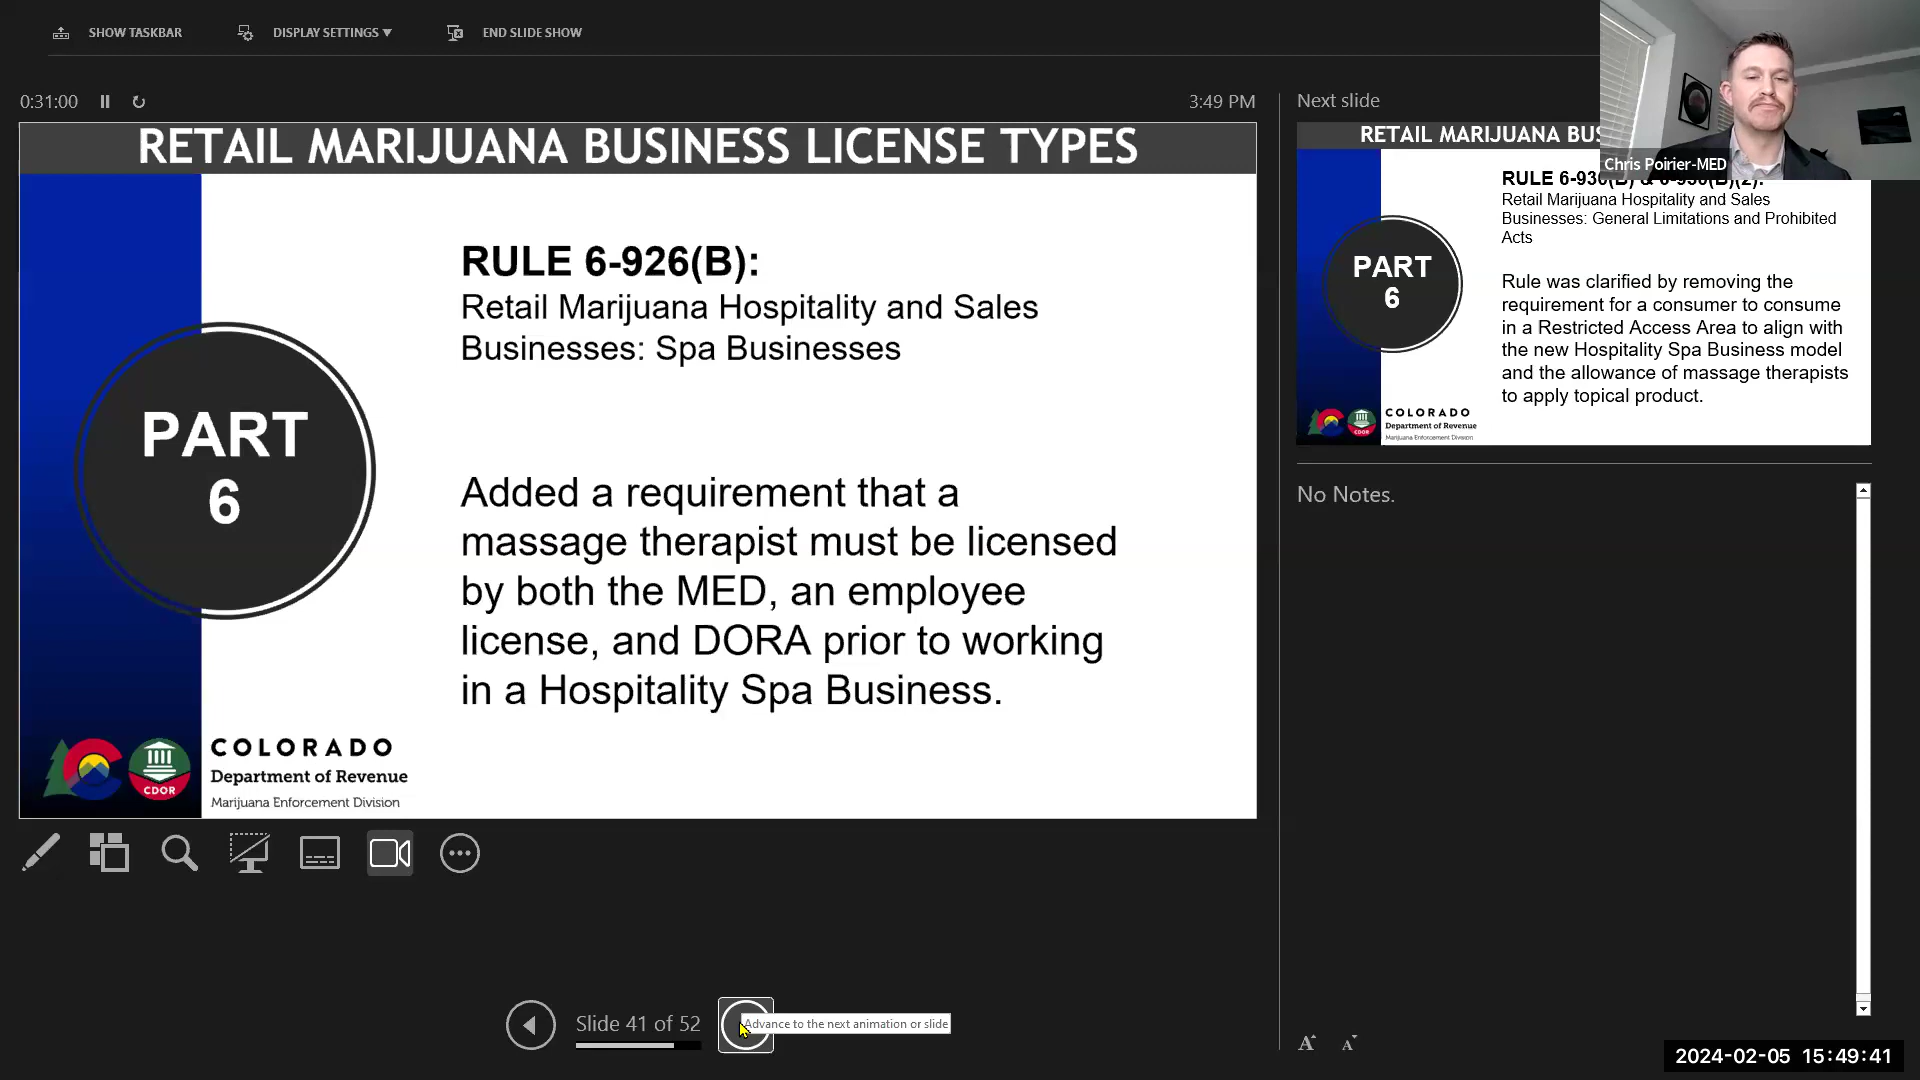 SHOW TASKBAR
DISPLAY SETTINGS ▼
END SLIDE SHOW
0:31:00
3:49 PM
RETAIL MARIJUANA BUSINESS LICENSE TYPES
PART
6
RULE 6-926(B):
Retail Marijuana Hospitality and Sales
Businesses: Spa Businesses
Added a requirement that a
massage therapist must be licensed
by both the MED, an employee
license, and DORA prior to working
in a Hospitality Spa Business.
CDOR
COLORADO
Department of Revenue
Marijuana Enforcement Division
Slide 41 of 52
Advance to the next animation or slide
Next slide
RETAIL MARIJUANA BUS
Chris Poirier-MED
RULE
Retail Marijuana Hospitality and Sales
Businesses: General Limitations and Prohibited
Acts
PART
6
Rule was clarified by removing the
requirement for a consumer to consume
in a Restricted Access Area to align with
the new Hospitality Spa Business model
and the allowance of massage therapists
to apply topical product.
CDOR
COLORADO
Department of Revenue
Marijuana Enforcement Division
No Notes.
A A
2024-02-05 15:49:41